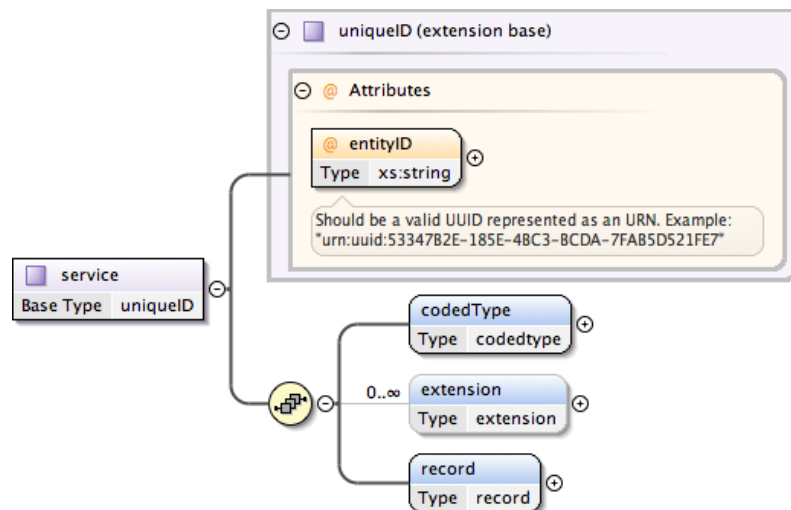 uniqueID (extension base)
@ Attributes
@ entityID
Type xs:string
Should be a valid UUID represented as an URN. Example:
"urn:uuid:53347B2E-185E-4BC3-BCDA-7FAB5D521FE7"
service
Base Type uniqueID
codedType
Type codedtype
0..∞
extension
Type extension
record
Type record